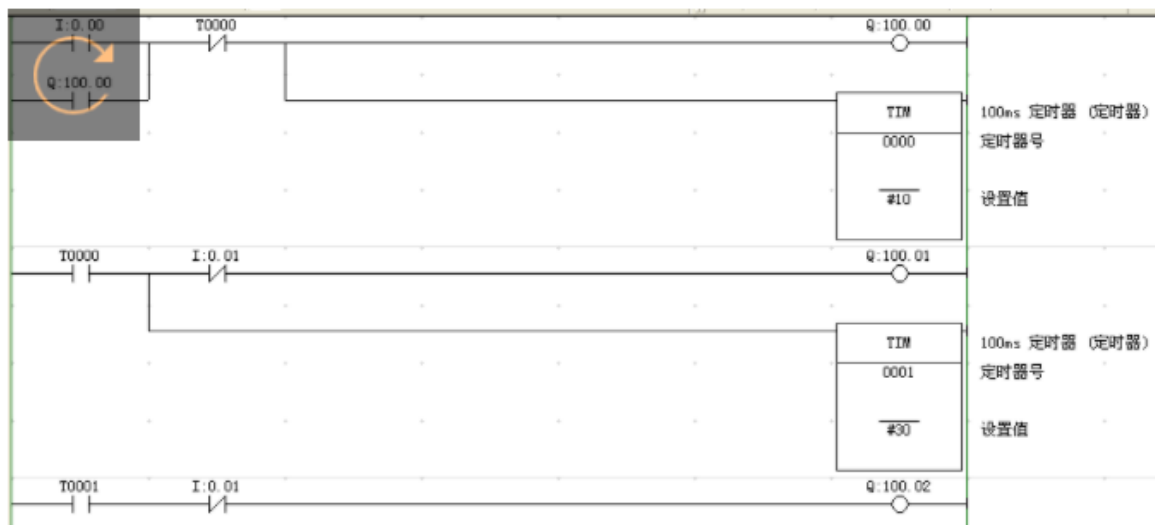 I:0.00 T0000 Q:100.00
Q:100.00
TIM 100ms 定时器 (定时器)
0000 定时器号
#10 设置值
T0000 I:0.01 Q:100.01
TIM 100ms 定时器 (定时器)
0001 定时器号
#30 设置值
T0001 I:0.01 Q:100.02